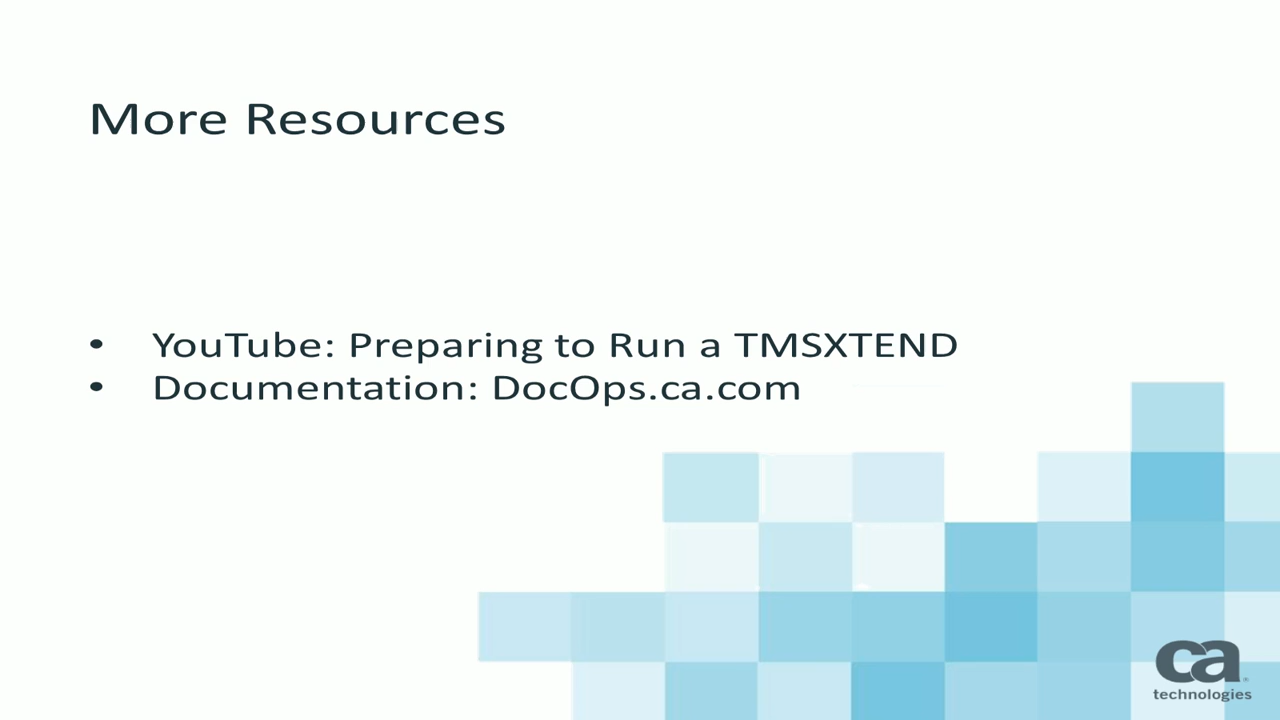 More Resources
• YouTube: Preparing to Run a TMSXTEND
• Documentation: DocOps.ca.com
ca
technologies